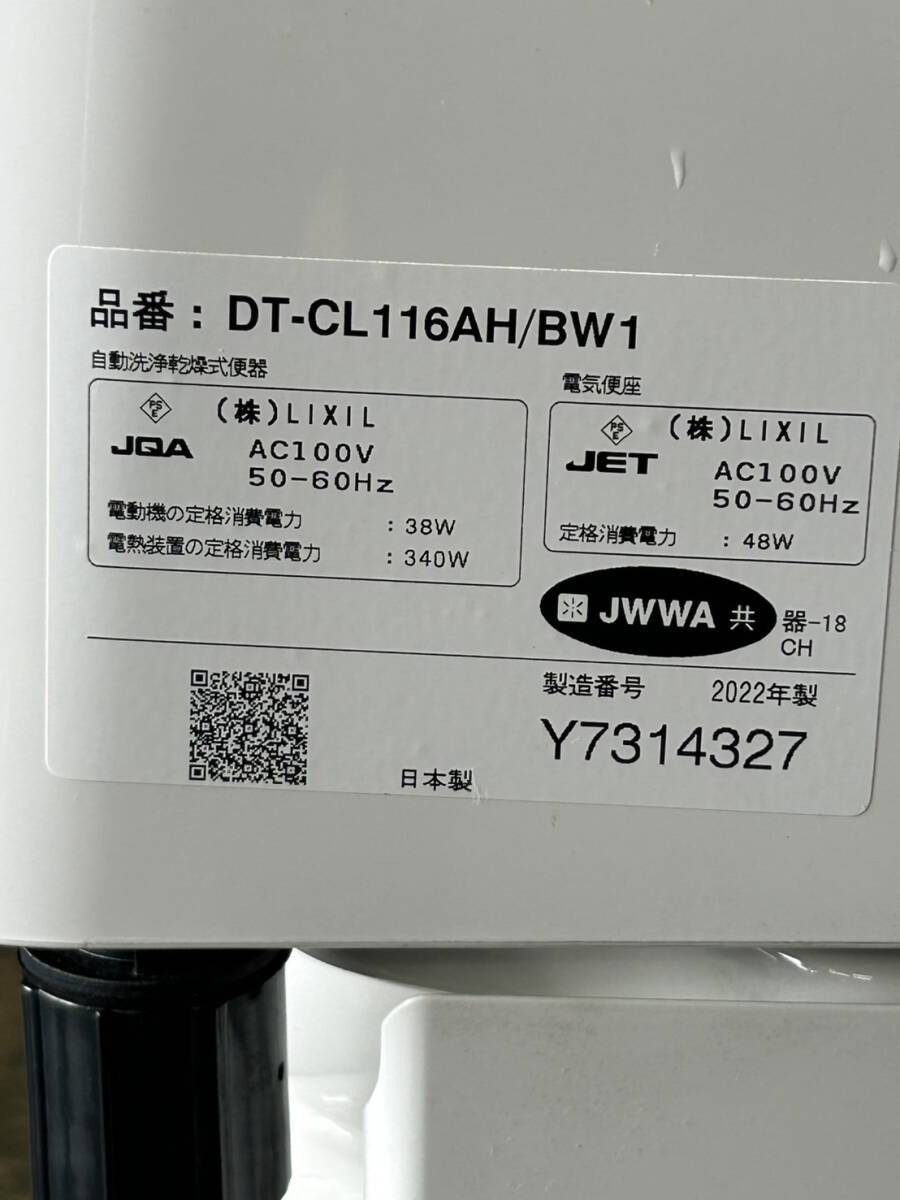 品番：DT-CL116AH/BW1
自動洗浄乾燥式便器
PS
E
(株)LIXIL
JQA
AC100V
50-60Hz
電動機の定格消費電力 ：38W
電熱装置の定格消費電力 ：340W
電気便座
PS
E
(株)LIXIL
JET
AC100V
50-60Hz
定格消費電力 ：48W
JWWA 共
器-18
CH
製造番号 2022年製
Y7314327
日本製